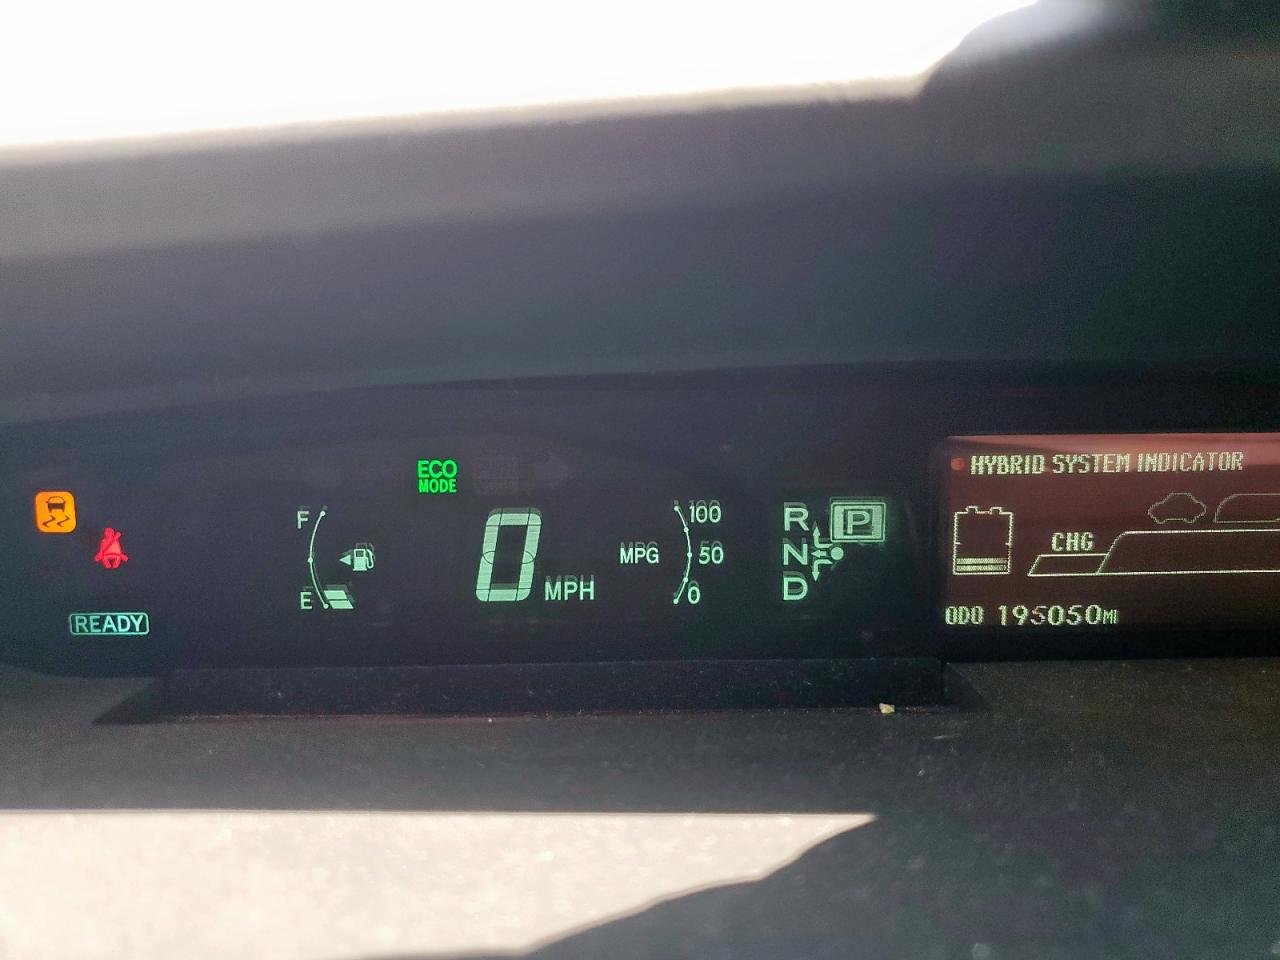 ECO
MODE
READY
F
E
0 MPH
MPG
100
50
0
R
N
D
P
HYBRID SYSTEM INDICATOR
CHG
ODO 195050MI